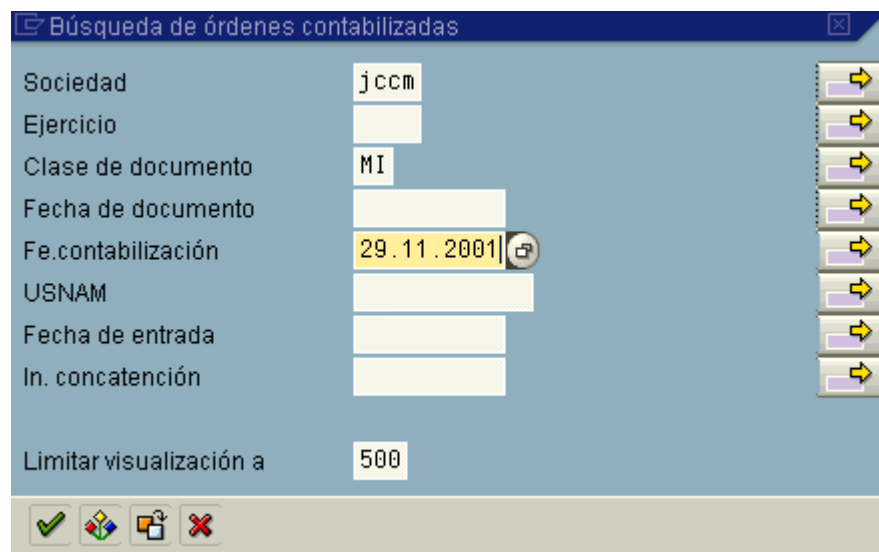 Búsqueda de órdenes contabilizadas
Sociedad jccm
Ejercicio
Clase de documento MI
Fecha de documento
Fe.contabilización 29.11.2001
USNAM
Fecha de entrada
In. concatención
Limitar visualización a 500